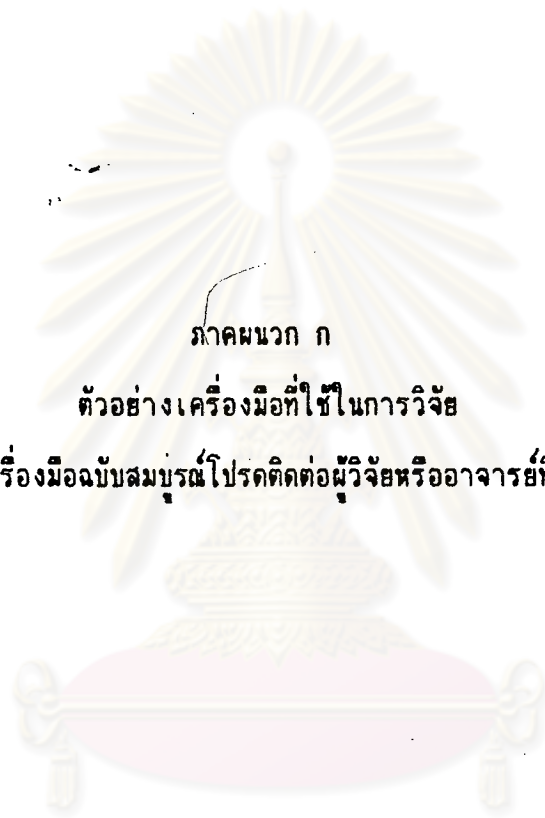 ภาคผนวก ก
ตัวอย่างเครื่องมือที่ใช้ในการวิจัย
รื่องมือฉบับสมบูรณ์โปรดติดต่อผู้วิจัยหรืออาจารย์